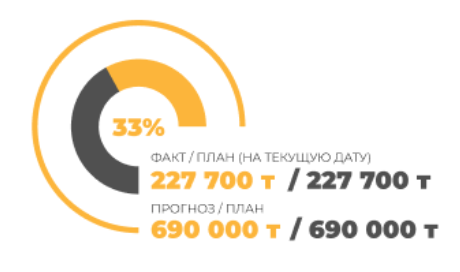 33%
ФАКТ / ПЛАН (НА ТЕКУЩУЮ ДАТУ)
227 700 т / 227 700 т
ПРОГНОЗ / ПЛАН
690 000 т / 690 000 т